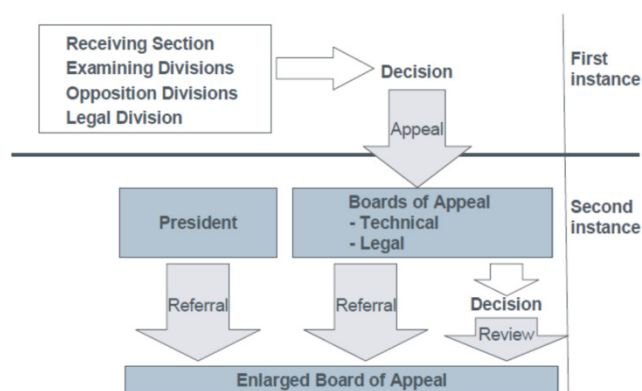 Receiving Section
Examining Divisions
Opposition Divisions
Legal Division
Decision
First
instance
Appeal
President
Boards of Appeal
- Technical
- Legal
Second
instance
Referral
Referral
Decision
Review
Enlarged Board of Appeal